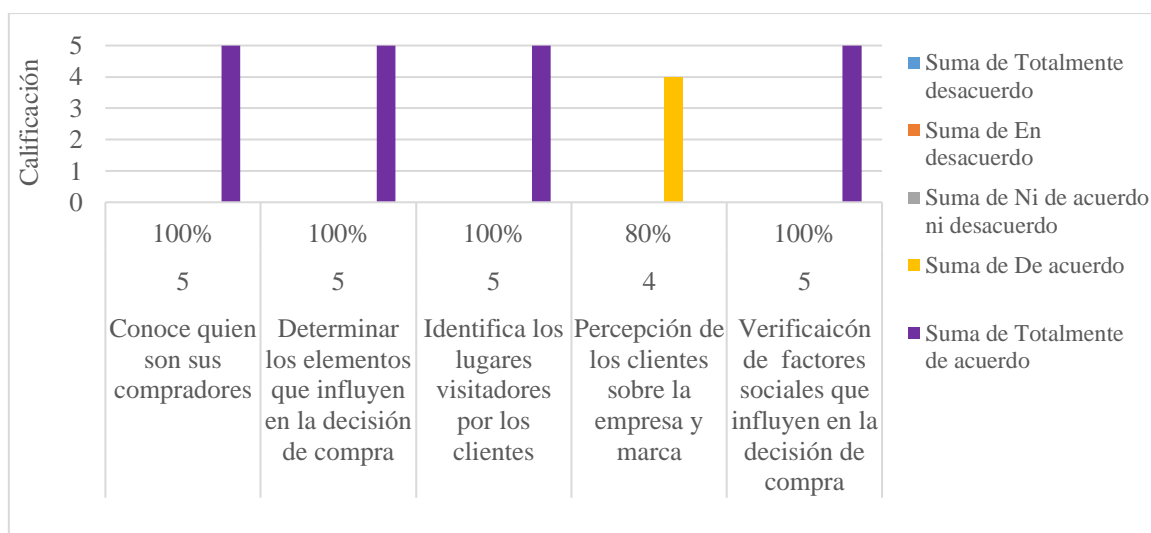 Calificación
5
4
3
2
1
0
100%
100%
100%
80%
100%
5
5
5
4
5
Conoce quien
son sus
compradores
Determinar
los elementos
que influyen
en la decisión
de compra
Identifica los
lugares
visitadores
por los
clientes
Percepción de
los clientes
sobre la
empresa y
marca
Verificaicón
de factores
sociales que
influyen en la
decisión de
compra
Suma de Totalmente
desacuerdo
Suma de En
desacuerdo
Suma de Ni de acuerdo
ni desacuerdo
Suma de De acuerdo
Suma de Totalmente
de acuerdo